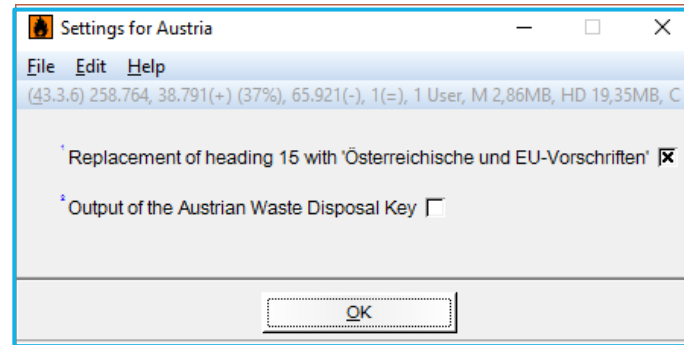 Settings for Austria
File Edit Help
(43.3.6) 258.764, 38.791(+) (37%), 65.921(-), 1(=), 1 User, M 2,86MB, HD 19,35MB, C
1 Replacement of heading 15 with 'Österreichische und EU-Vorschriften'
2 Output of the Austrian Waste Disposal Key
OK